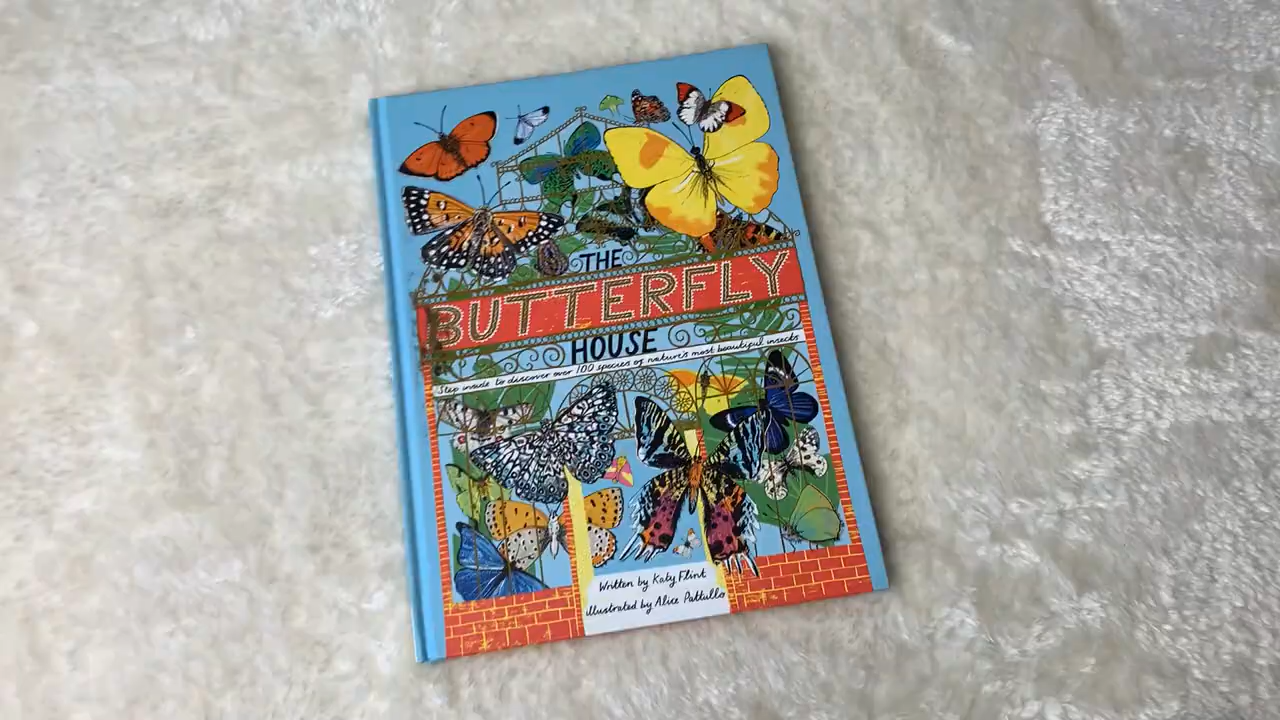 THE
BUTTERFLY
HOUSE
Step inside to discover over 100 species of nature's most beautiful insects
Written by Katy Flint
illustrated by Alice Pattullo